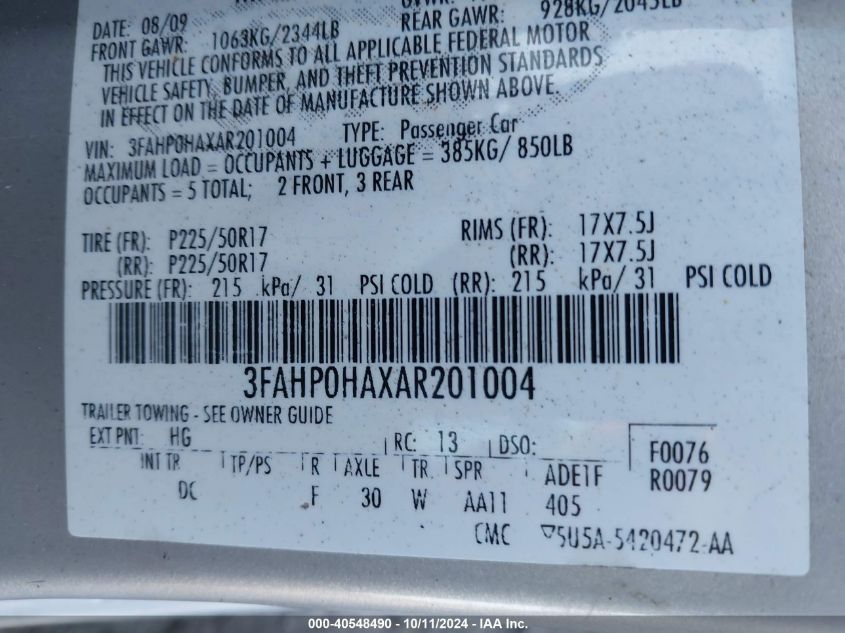 DATE: 08/09
FRONT GAWR: 1063KG/2344LB REAR GAWR: 928KG/2045LB
THIS VEHICLE CONFORMS TO ALL APPLICABLE FEDERAL MOTOR
VEHICLE SAFETY, BUMPER, AND THEFT PREVENTION STANDARDS
IN EFFECT ON THE DATE OF MANUFACTURE SHOWN ABOVE.
VIN: 3FAHP0HAXAR201004 TYPE: Passenger Car
MAXIMUM LOAD = OCCUPANTS + LUGGAGE = 385KG/ 850LB
OCCUPANTS = 5 TOTAL; 2 FRONT, 3 REAR
TIRE (FR): P225/50R17 RIMS (FR): 17X7.5J
(RR): P225/50R17 (RR): 17X7.5J
PRESSURE (FR): 215 kPa/ 31 PSI COLD (RR): 215 kPa/ 31 PSI COLD
3FAHP0HAXAR201004
TRAILER TOWING - SEE OWNER GUIDE
EXT PNT: HG RC: 13 DSO: F0076
INT TR TP/PS R AXLE TR SPR ADE1F R0079
DC F 30 W AA11 405
CMC 5U5A-5420472-AA
000-40548490 - 10/11/2024 - IAA Inc.